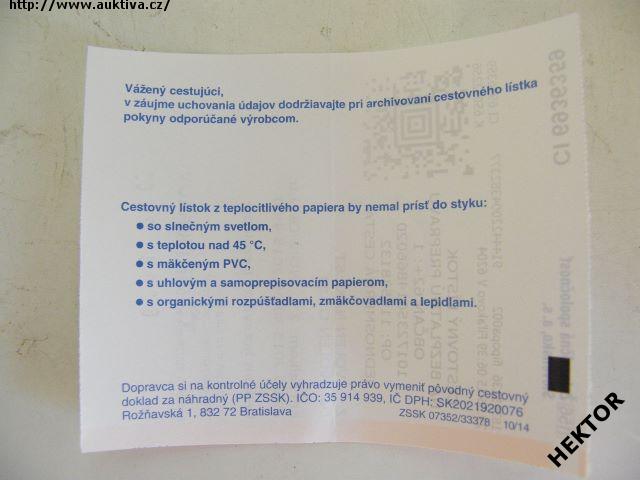 http://www.auktiva.cz/
Vážený cestujúci,
v záujme uchovania údajov dodržiavajte pri archivovaní cestovného lístka
pokyny odporúčané výrobcom.
CI 6936359
Cestovný lístok z teplocitlivého papiera by nemal prísť do styku:
● so slnečným svetlom,
● s teplotou nad 45 °C,
● s mäkčeným PVC,
● s uhlovým a samoprepisovacím papierom,
● s organickými rozpúšťadlami, zmäkčovadlami a lepidlami.
Dopravca si na kontrolné účely vyhradzuje právo vymeniť pôvodný cestovný
doklad za náhradný (PP ZSSK). IČO: 35 914 939, IČ DPH: SK2021920076
Rožňavská 1, 832 72 Bratislava
ZSSK 07352/33378 10/14
HEKTOR